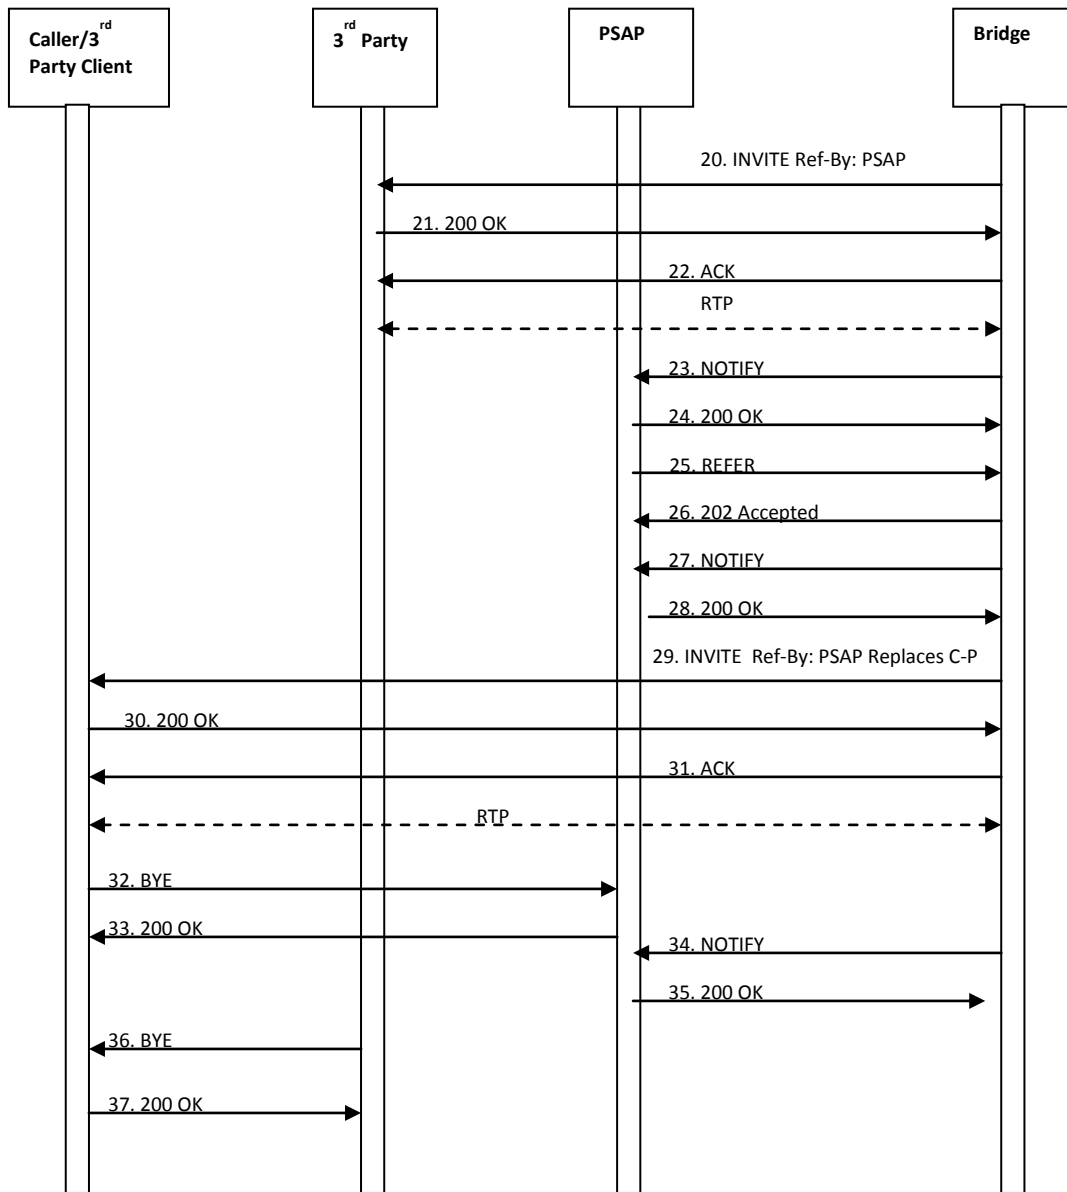 Caller/3rd
Party Client
3rd Party
PSAP
Bridge
20. INVITE Ref-By: PSAP
21. 200 OK
22. ACK
RTP
23. NOTIFY
24. 200 OK
25. REFER
26. 202 Accepted
27. NOTIFY
28. 200 OK
29. INVITE Ref-By: PSAP Replaces C-P
30. 200 OK
31. ACK
RTP
32. BYE
33. 200 OK
34. NOTIFY
35. 200 OK
36. BYE
37. 200 OK